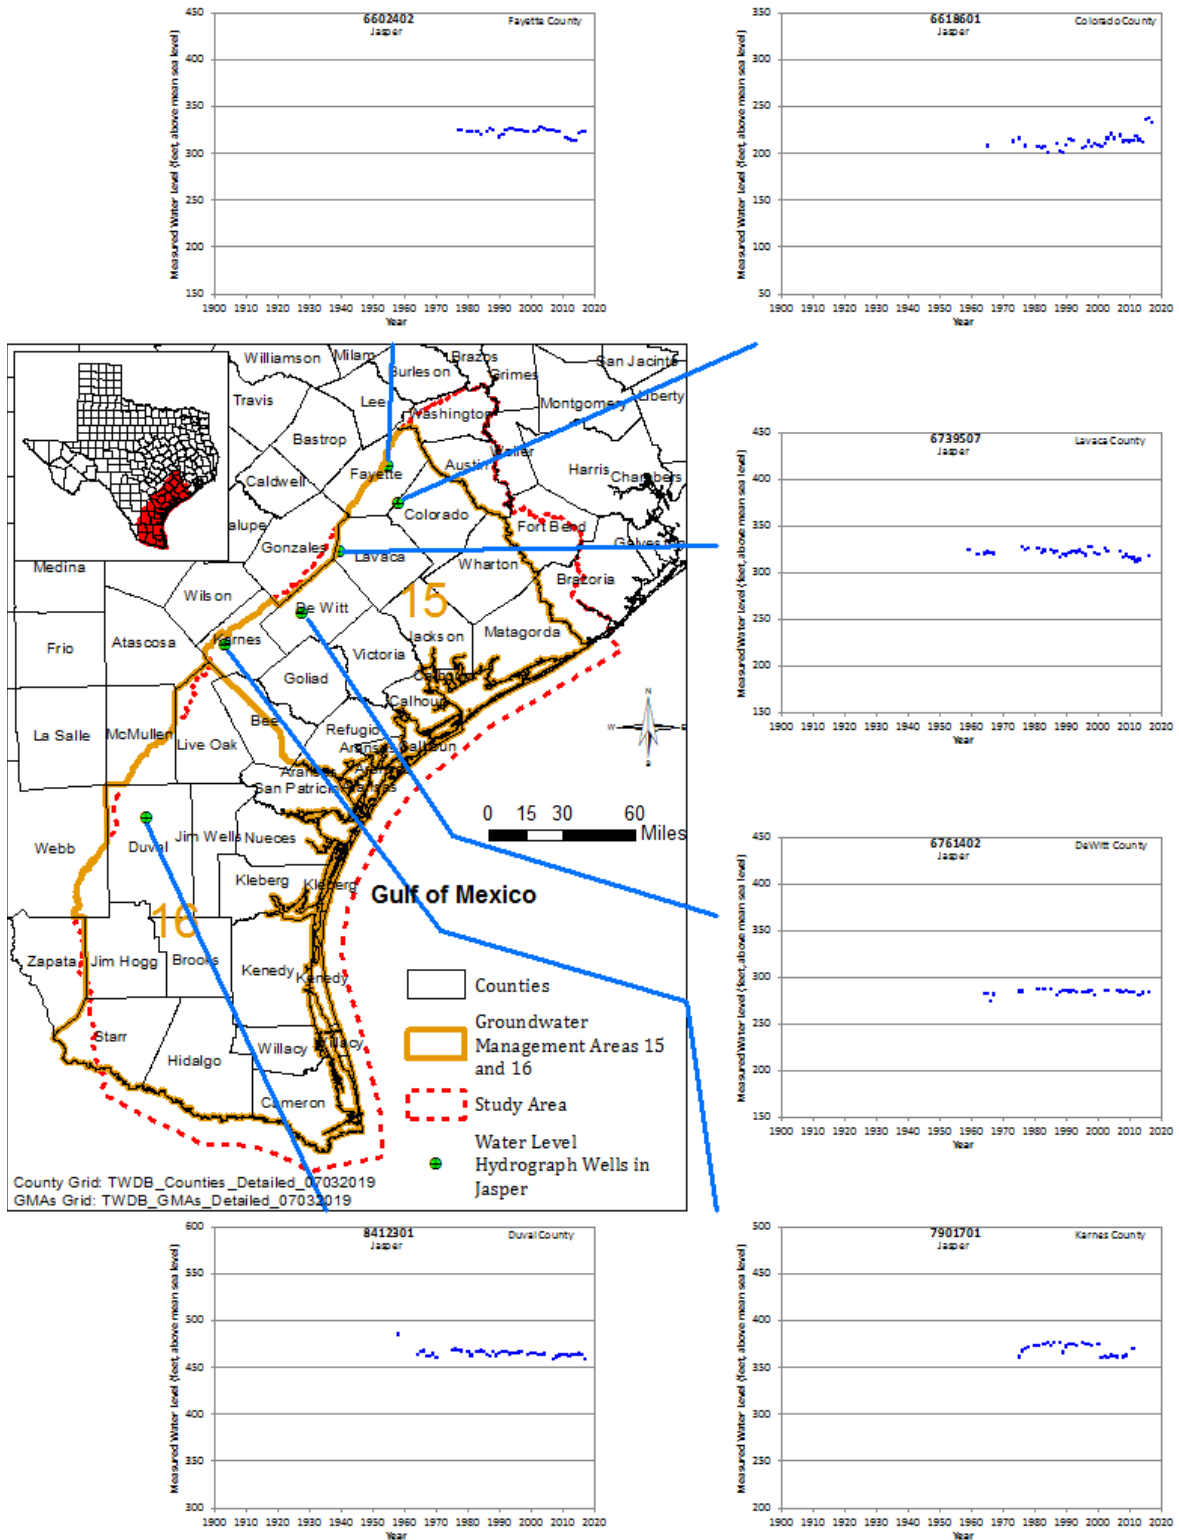 6602402
Jasper
Fayette County
Measured Water Level (feet, above mean sea level)
450
400
350
300
250
200
150
100
50
1900 1910 1920 1930 1940 1950 1960 1970 1980 1990 2000 2010 2020
Year
6618601
Jasper
Colorado County
Measured Water Level (feet, above mean sea level)
350
300
250
200
150
100
50
1900 1910 1920 1930 1940 1950 1960 1970 1980 1990 2000 2010 2020
Year
Williamson
Milam
Brazos
Burleson
Grimes
San Jacinto
Travis
Lee
Washington
Montgomery
Liberty
Bastrop
Austin
Waller
Harris
Chambers
Fayette
Caldwell
Colorado
Fort Bend
alupe
Gonzales
Lavaca
Wharton
Galveston
Brazoria
Medina
Wilson
De Witt
15
Jackson
Matagorda
Frio
Atascosa
Karnes
Victoria
Goliad
Calhoun
Calhoun
La Salle
McMullen
Live Oak
Bee
Refugio
Aransas
Calhoun
Aransas
Aransas
San Patricio
Aransas
N
W
E
S
0 15 30 60
Miles
Webb
Duval
Jim Wells
Nueces
Kleberg
Kleberg
Gulf of Mexico
16
Zapata
Jim Hogg
Brooks
Kenedy
Kenedy
Starr
Hidalgo
Willacy
Willacy
Cameron
Counties
Groundwater
Management Areas 15
and 16
Study Area
Water Level
Hydrograph Wells in
Jasper
County Grid: TWDB_Counties_Detailed_07032019
GMAs Grid: TWDB_GMAs_Detailed_07032019
6739507
Jasper
Lavaca County
Measured Water Level (feet, above mean sea level)
450
400
350
300
250
200
150
1900 1910 1920 1930 1940 1950 1960 1970 1980 1990 2000 2010 2020
Year
6761402
Jasper
DeWitt County
Measured Water Level (feet, above mean sea level)
450
400
350
300
250
200
150
1900 1910 1920 1930 1940 1950 1960 1970 1980 1990 2000 2010 2020
Year
8412301
Jasper
Duval County
Measured Water Level (feet, above mean sea level)
600
550
500
450
400
350
300
1900 1910 1920 1930 1940 1950 1960 1970 1980 1990 2000 2010 2020
Year
7901701
Jasper
Karnes County
Measured Water Level (feet, above mean sea level)
500
450
400
350
300
250
200
1900 1910 1920 1930 1940 1950 1960 1970 1980 1990 2000 2010 2020
Year